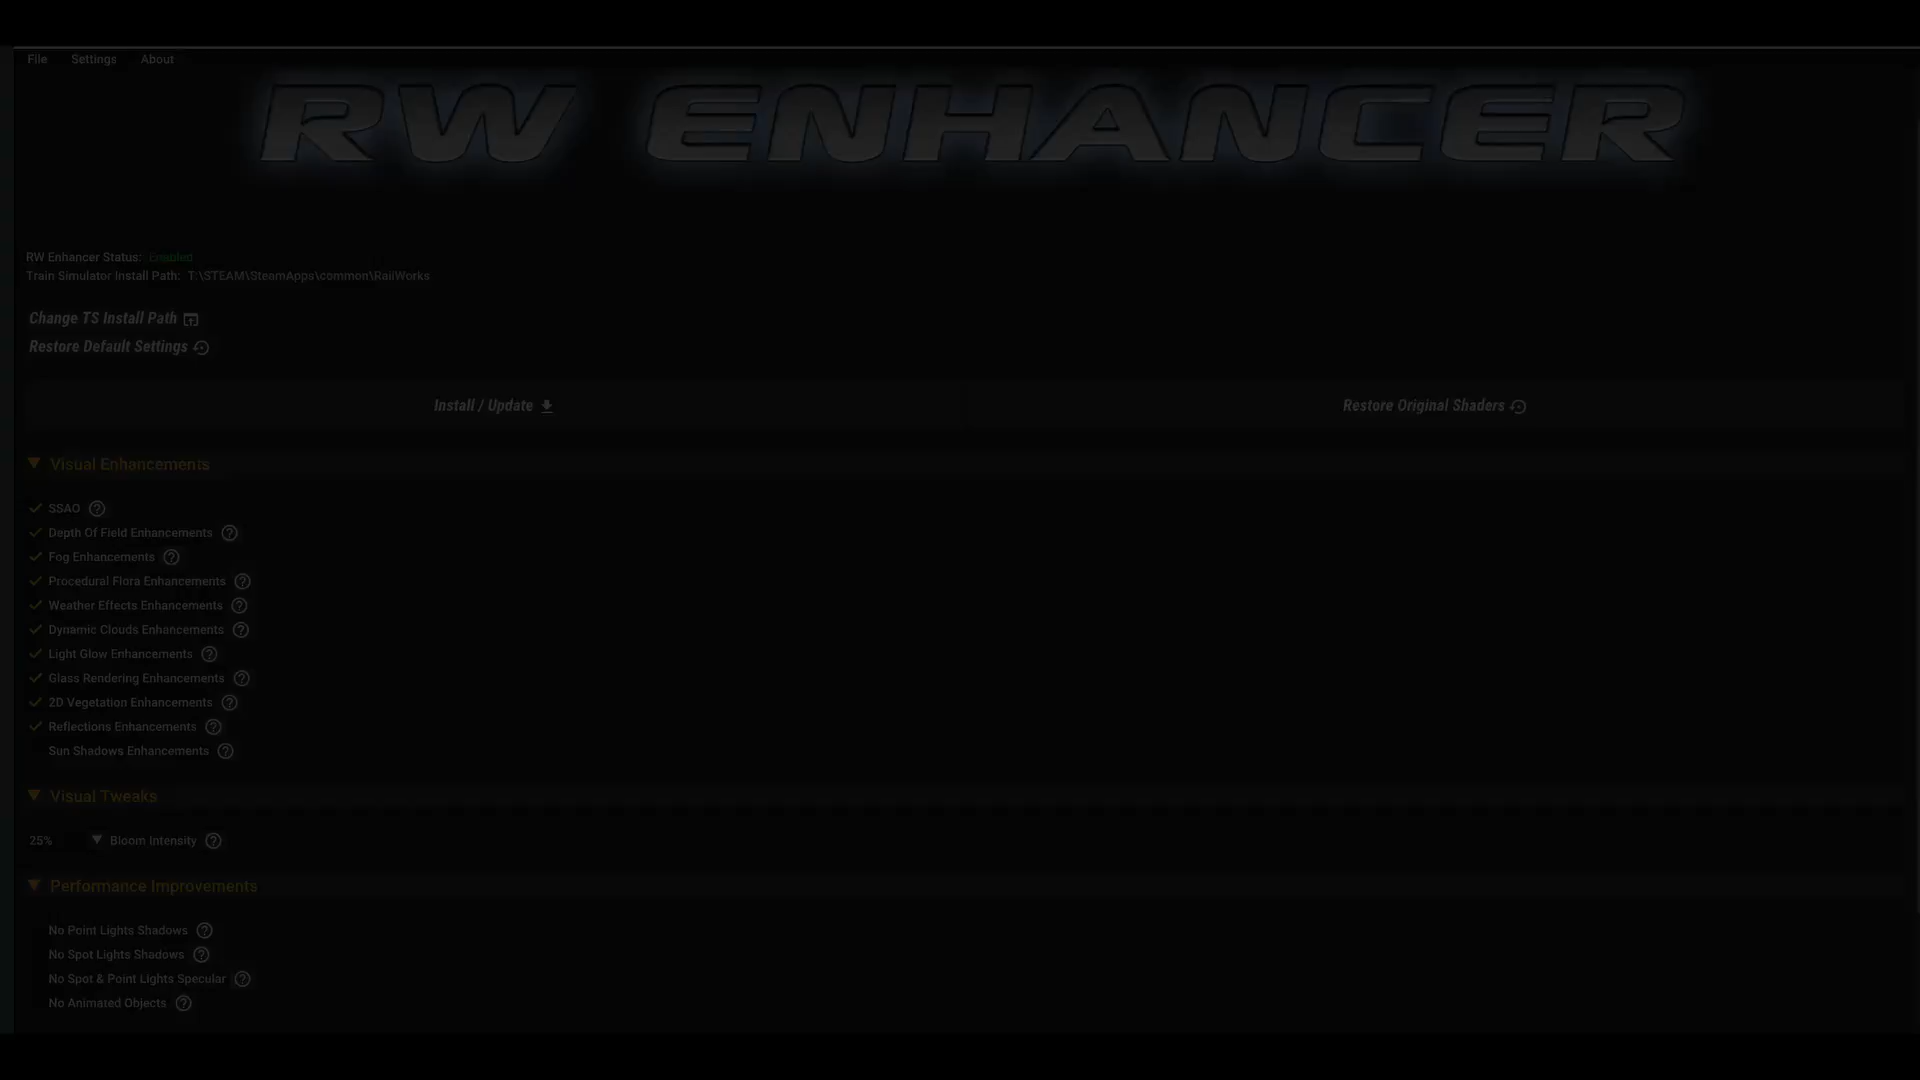 File Settings About
RW ENHANCER
RW Enhancer Status: Enabled
Train Simulator Install Path: T:\STEAM\SteamApps\common\RailWorks
Change TS Install Path
Restore Default Settings
Install / Update Restore Original Shaders
Visual Enhancements
SSAO
Depth Of Field Enhancements
Fog Enhancements
Procedural Flora Enhancements
Weather Effects Enhancements
Dynamic Clouds Enhancements
Light Glow Enhancements
Glass Rendering Enhancements
2D Vegetation Enhancements
Reflections Enhancements
Sun Shadows Enhancements
Visual Tweaks
25% Bloom Intensity
Performance Improvements
No Point Lights Shadows
No Spot Lights Shadows
No Spot & Point Lights Specular
No Animated Objects